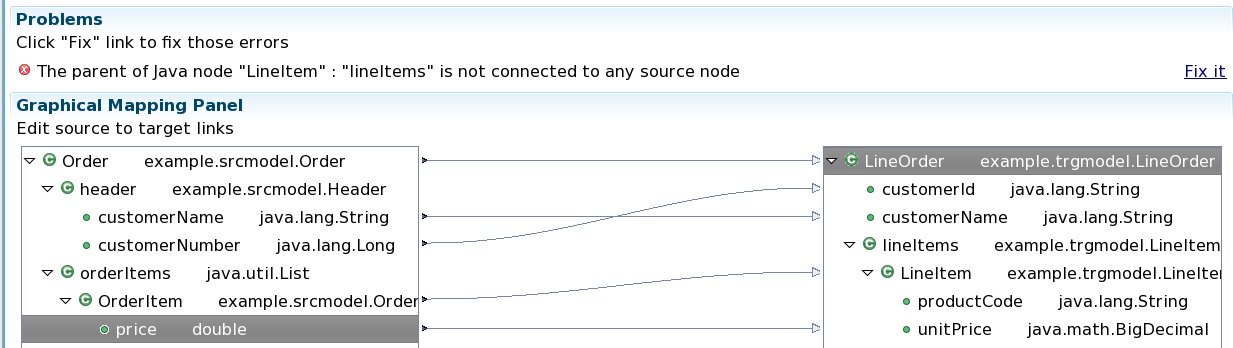 Problems
Click "Fix" link to fix those errors
The parent of Java node "LineItem" : "lineItems" is not connected to any source node Fix it
Graphical Mapping Panel
Edit source to target links
Order example.srcmodel.Order LineOrder example.trgmodel.LineOrder
header example.srcmodel.Header customerId java.lang.String
customerName java.lang.String customerName java.lang.String
customerNumber java.lang.Long lineItems example.trgmodel.LineItem
orderItems java.util.List LineItem example.trgmodel.LineIte
OrderItem example.srcmodel.Order productCode java.lang.String
price double unitPrice java.math.BigDecimal